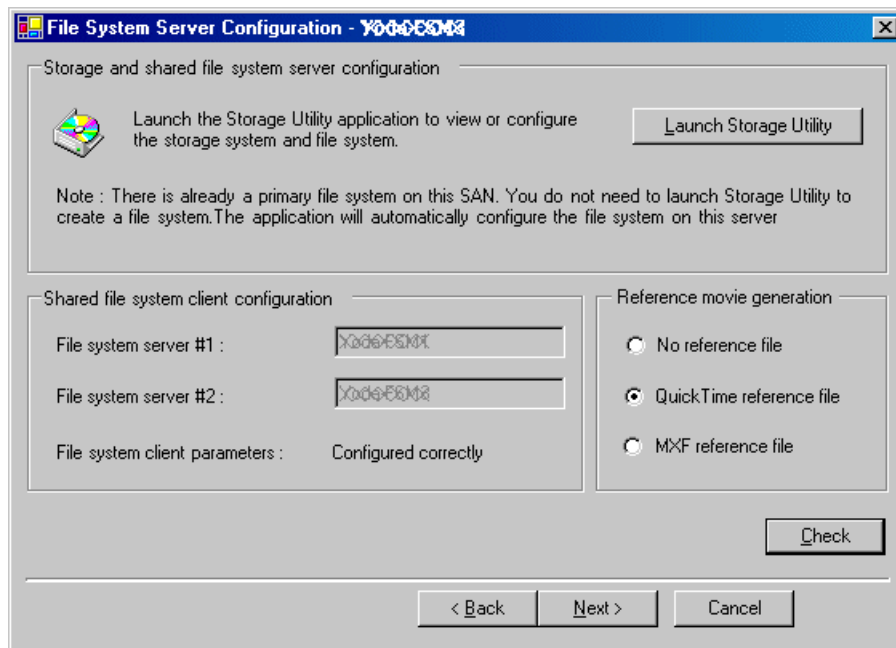 File System Server Configuration -
Storage and shared file system server configuration
Launch the Storage Utility application to view or configure
the storage system and file system.
Launch Storage Utility
Note : There is already a primary file system on this SAN. You do not need to launch Storage Utility to
create a file system.The application will automatically configure the file system on this server
Shared file system client configuration
File system server #1 :
File system server #2 :
File system client parameters :
Configured correctly
Reference movie generation
No reference file
QuickTime reference file
MXF reference file
Check
< Back
Next >
Cancel